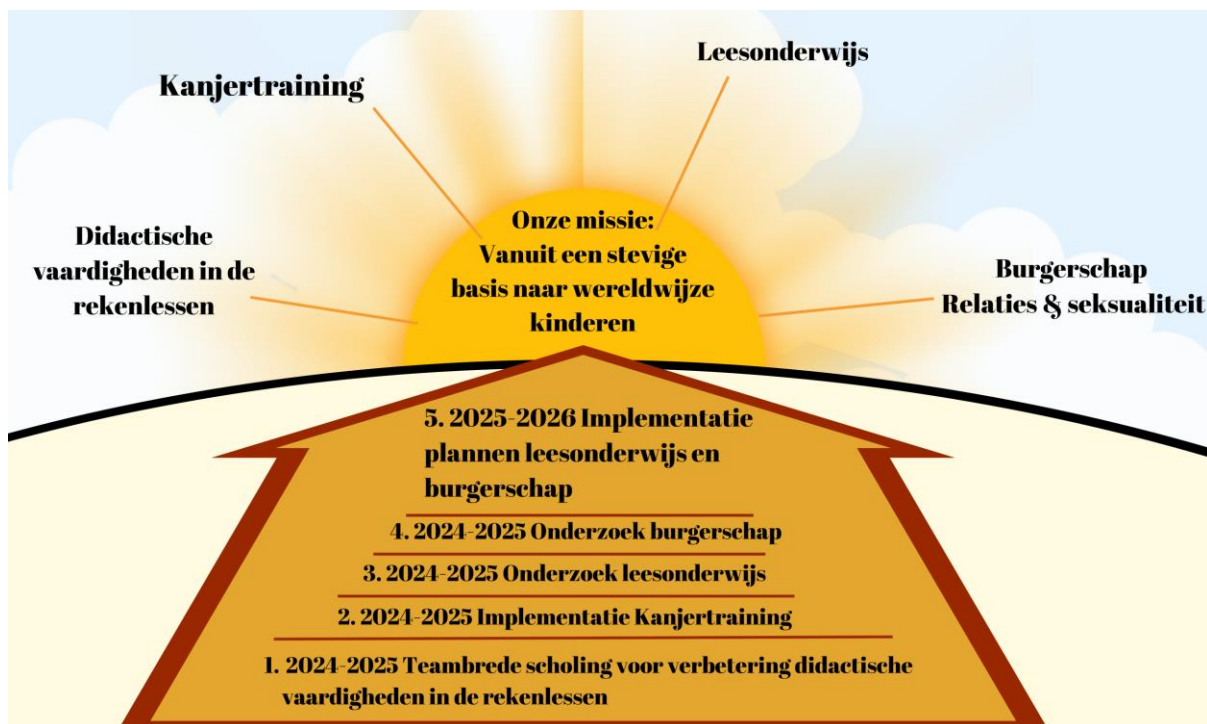 Kanjertraining
Leesonderwijs
Didactische
vaardigheden in de
rekenlessen
Onze missie:
Vanuit een stevige
basis naar wereldwijze
kinderen
Burgerschap
Relaties & seksualiteit
5. 2025-2026 Implementatie
plannen leesonderwijs en
burgerschap
4. 2024-2025 Onderzoek burgerschap
3. 2024-2025 Onderzoek leesonderwijs
2. 2024-2025 Implementatie Kanjertraining
1. 2024-2025 Teambrede scholing voor verbetering didactische
vaardigheden in de rekenlessen